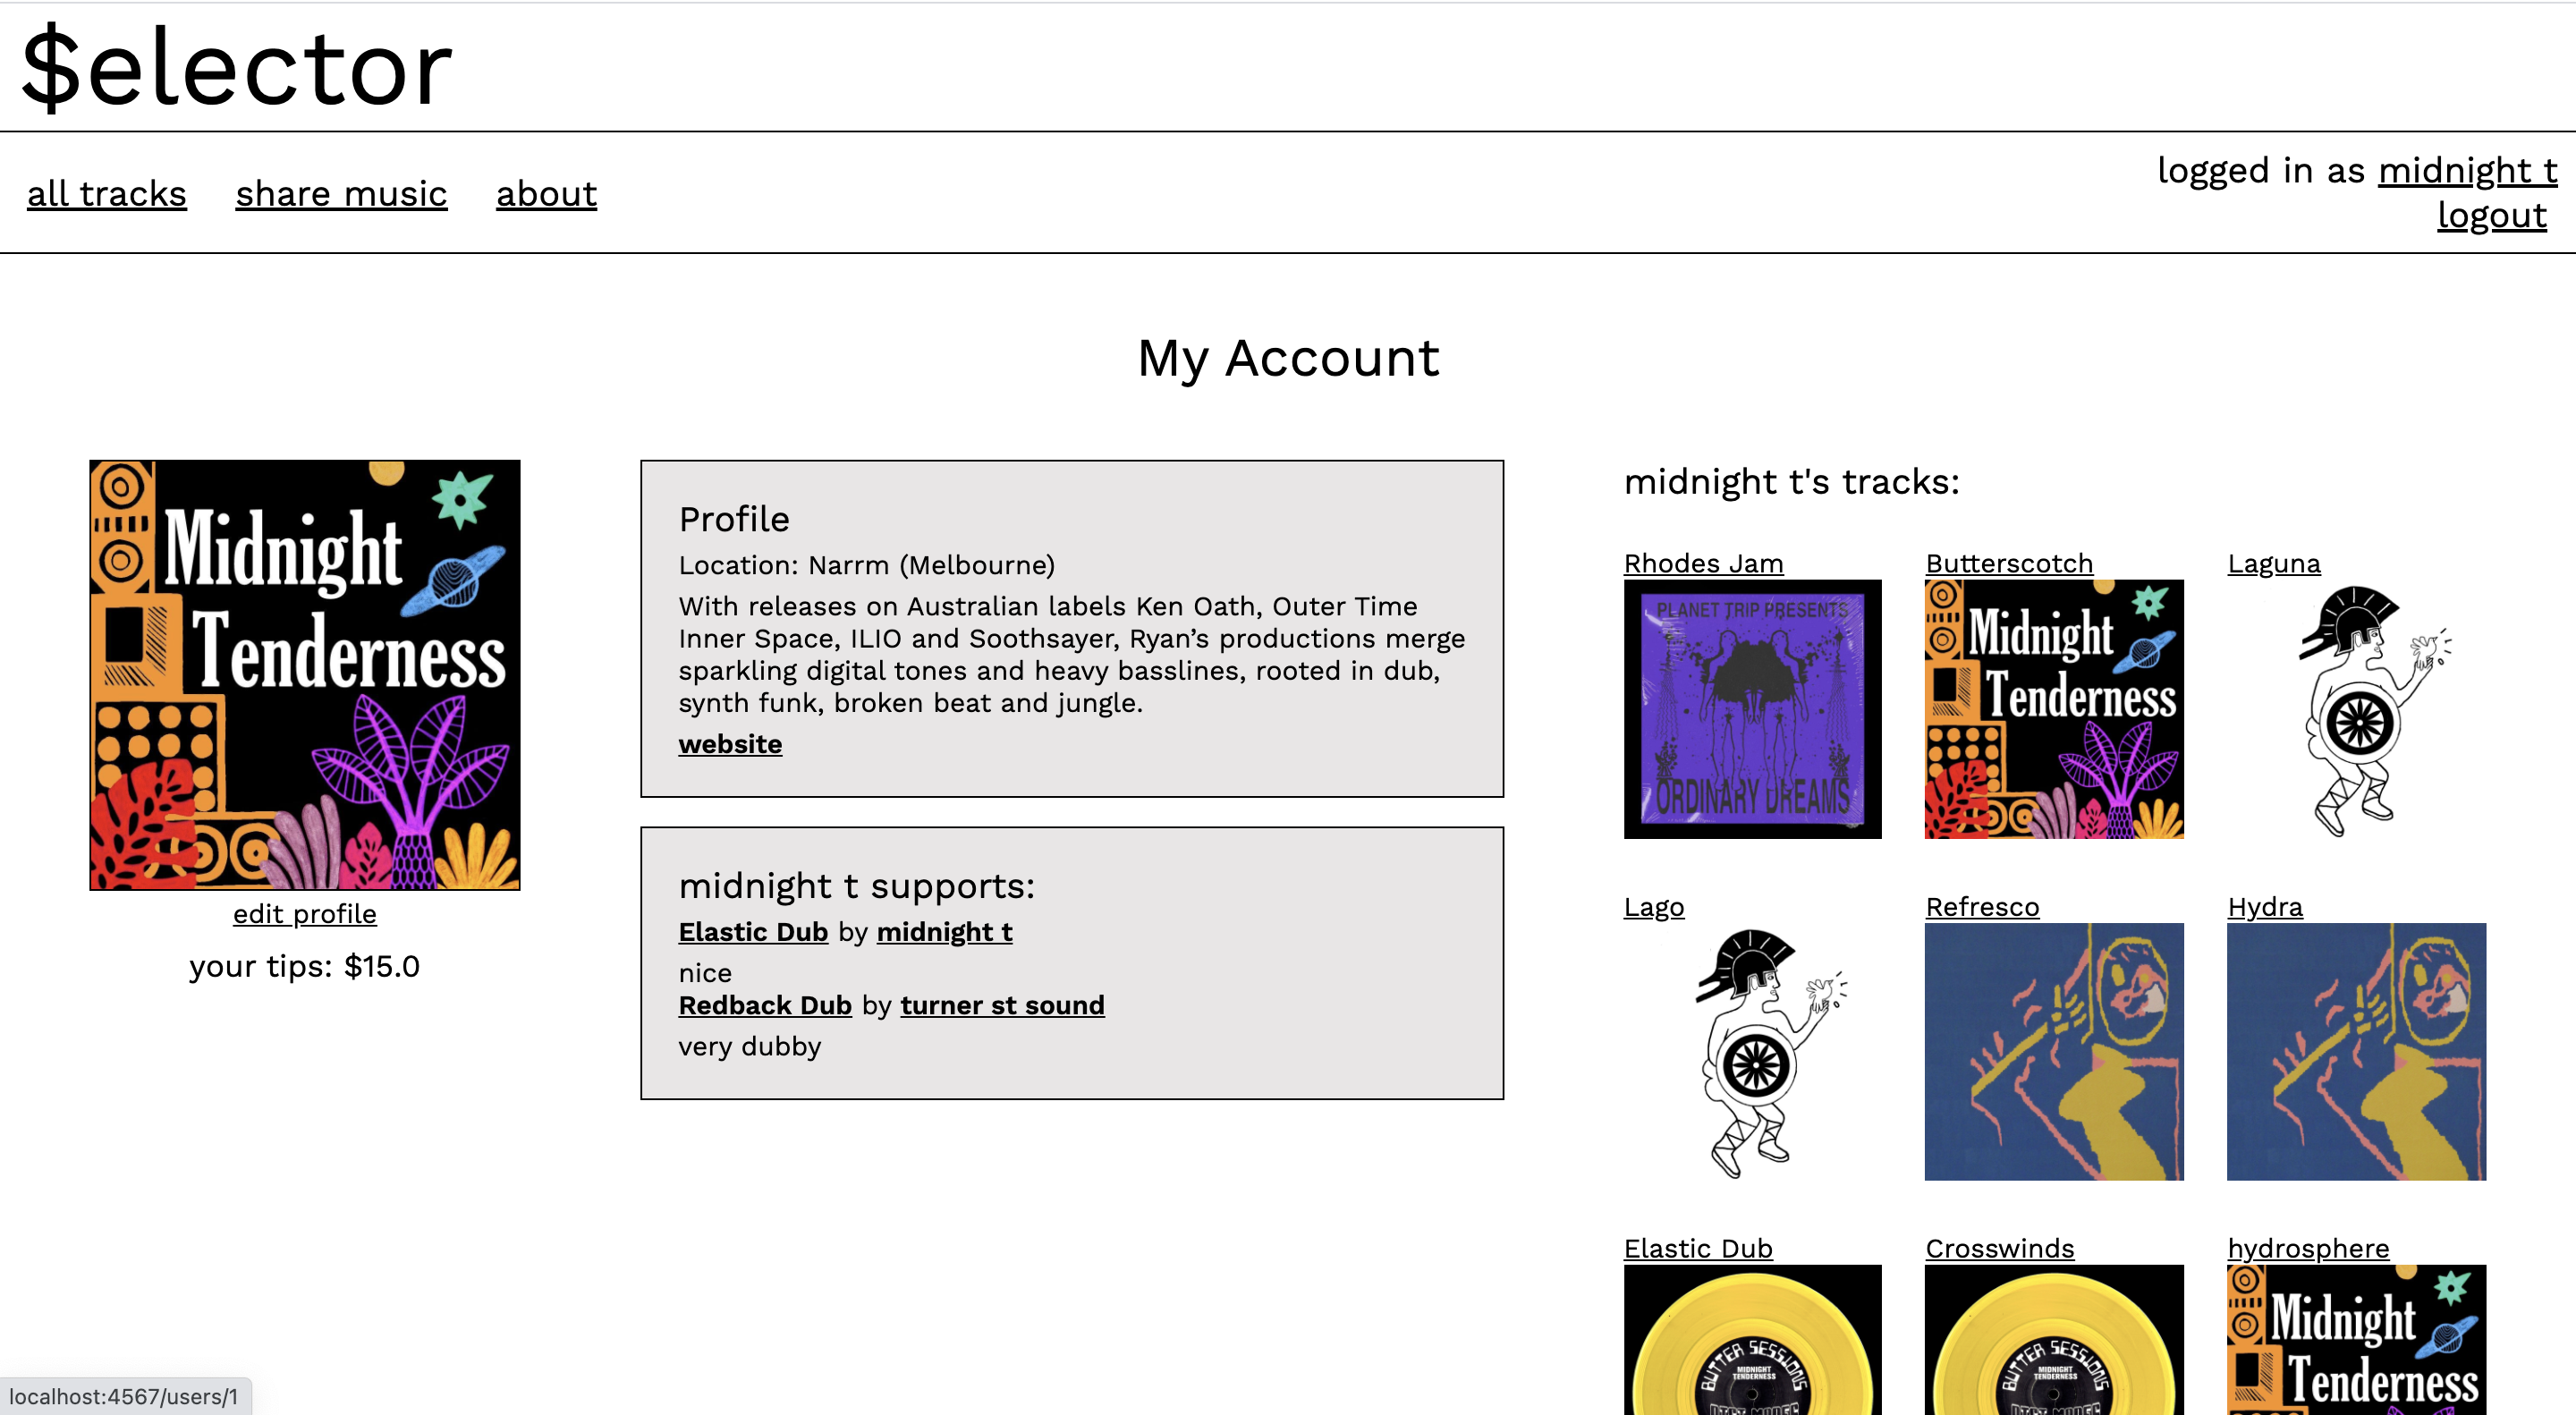 $elector
all tracks share music about
logged in as midnight t
logout
My Account
Midnight
Tenderness
edit profile
your tips: $15.0
Profile
Location: Narrm (Melbourne)
With releases on Australian labels Ken Oath, Outer Time
Inner Space, ILIO and Soothsayer, Ryan’s productions merge
sparkling digital tones and heavy basslines, rooted in dub,
synth funk, broken beat and jungle.
website
midnight t supports:
Elastic Dub by midnight t
nice
Redback Dub by turner st sound
very dubby
midnight t's tracks:
Rhodes Jam Butterscotch Laguna
PLANET TRIP PRESENTS
ORDINARY DREAMS
Midnight
Tenderness
Lago Refresco Hydra
Elastic Dub Crosswinds hydrosphere
BUTTER SESSIONS
MIDNIGHT
TENDERNESS
BUTTER SESSIONS
MIDNIGHT
TENDERNESS
Midnight
Tenderness
localhost:4567/users/1